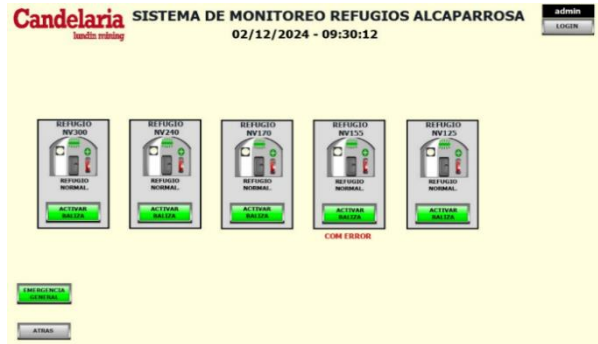 Candelaria
lundin mining
SISTEMA DE MONITOREO REFUGIOS ALCAPARROSA
02/12/2024 - 09:30:12
admin
LOGIN
REFUGIO
NV300
REFUGIO
NORMAL.
ACTIVAR
BALIZA
REFUGIO
NV240
REFUGIO
NORMAL.
ACTIVAR
BALIZA
REFUGIO
NV170
REFUGIO
NORMAL.
ACTIVAR
BALIZA
REFUGIO
NV155
REFUGIO
NORMAL.
ACTIVAR
BALIZA
COM ERROR
REFUGIO
NV125
REFUGIO
NORMAL.
ACTIVAR
BALIZA
EMERGENCIA
GENERAL
ATRAS